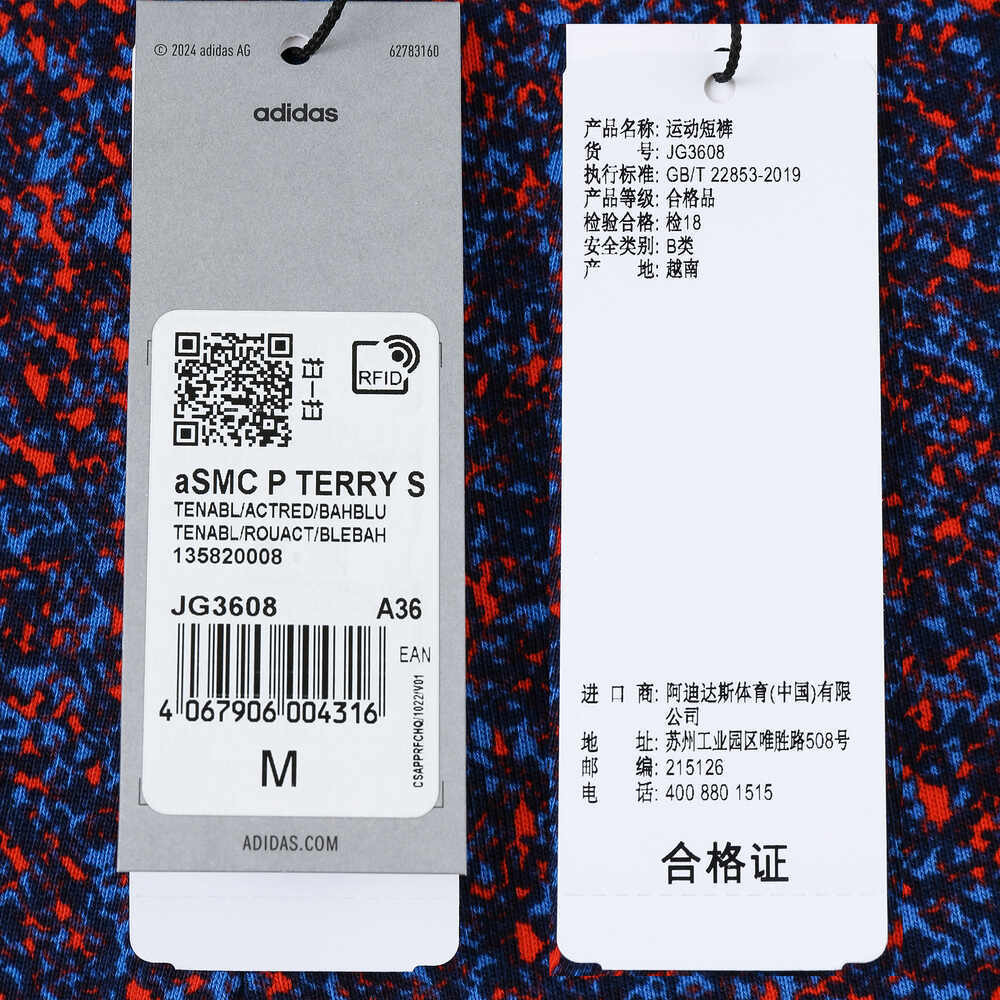 © 2024 adidas AG
62783160
adidas
扫一扫
RFID
aSMC P TERRY S
TENABL/ACTRED/BAHBLU
TENABL/ROUACT/BLEBAH
135820008
JG3608
A36
EAN
4 067906 004316
CSAPPRFCHQ/1022/V01
M
ADIDAS.COM
产品名称: 运动短裤
货 号: JG3608
执行标准: GB/T 22853-2019
产品等级: 合格品
检验合格: 检18
安全类别: B类
产 地: 越南
进 口 商: 阿迪达斯体育(中国)有限
公司
地 址: 苏州工业园区唯胜路508号
邮 编: 215126
电 话: 400 880 1515
合格证